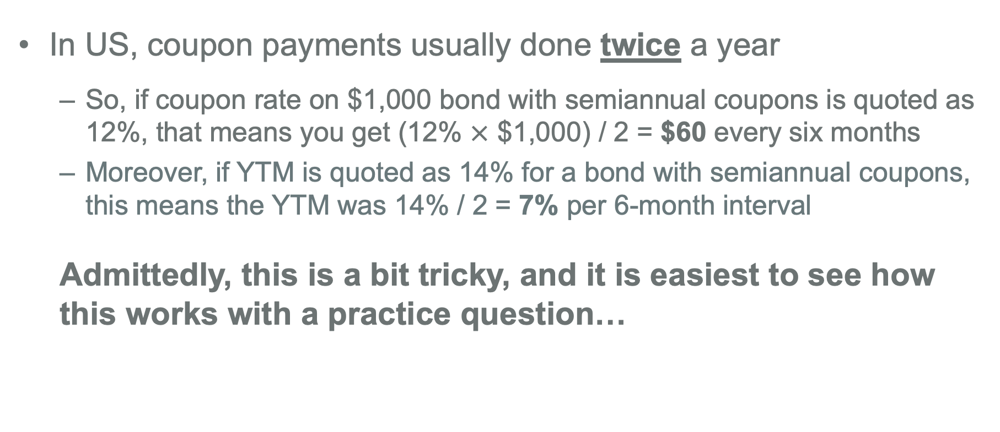 • In US, coupon payments usually done twice a year
– So, if coupon rate on $1,000 bond with semiannual coupons is quoted as
12%, that means you get (12% × $1,000) / 2 = $60 every six months
– Moreover, if YTM is quoted as 14% for a bond with semiannual coupons,
this means the YTM was 14% / 2 = 7% per 6-month interval
Admittedly, this is a bit tricky, and it is easiest to see how
this works with a practice question…